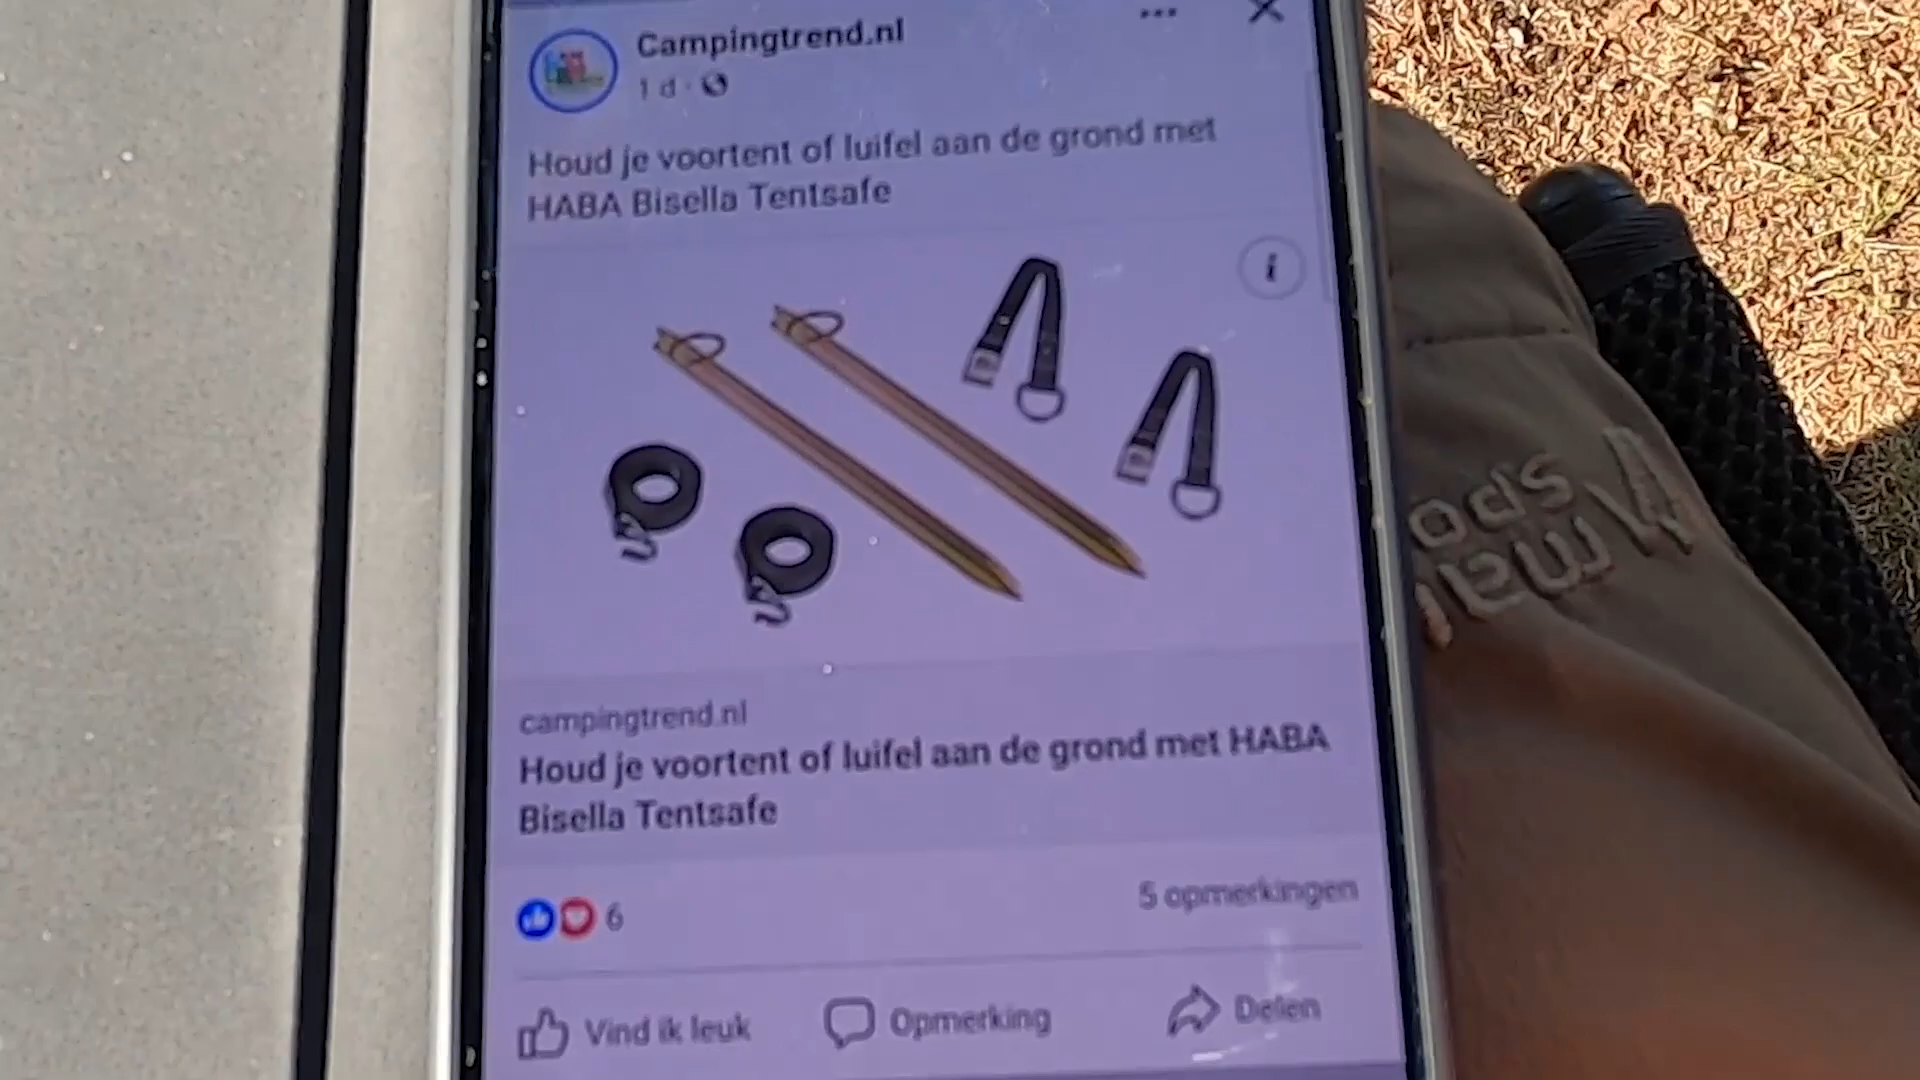 Campingtrend.nl
1 d
Houd je voortent of luifel aan de grond met
HABA Bisella Tentsafe
i
campingtrend.nl
Houd je voortent of luifel aan de grond met HABA
Bisella Tentsafe
6
5 opmerkingen
Vind ik leuk
Opmerking
Delen